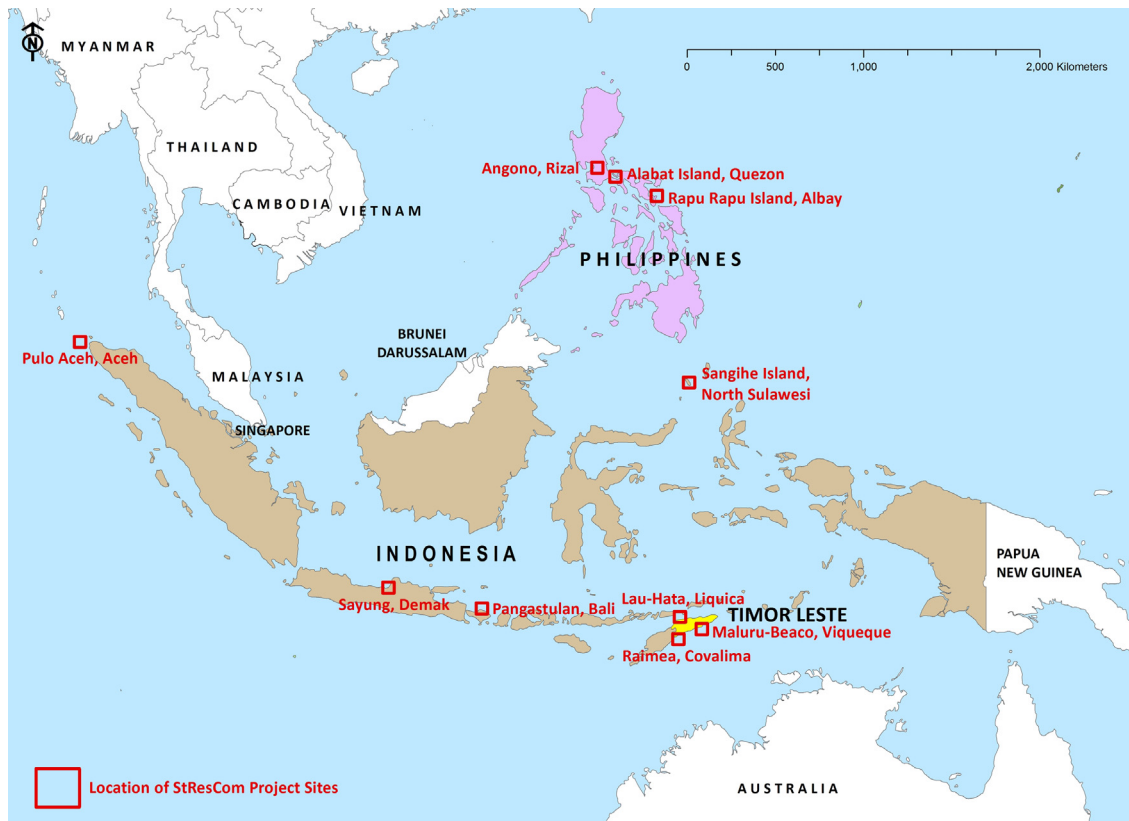 N
MYANMAR
0 500 1,000 2,000 Kilometers
THAILAND
Angono, Rizal
Alabat Island, Quezon
CAMBODIA
VIETNAM
Rapu Rapu Island, Albay
PHILIPPINES
BRUNEI
DARUSSALAM
Pulo Aceh, Aceh
MALAYSIA
Sangihe Island,
North Sulawesi
SINGAPORE
INDONESIA
PAPUA
NEW GUINEA
Sayung, Demak
Pangastulan, Bali
Lau-Hata, Liquica
TIMOR LESTE
Maluru-Beaco, Viqueque
Raimea, Covalima
Location of StResCom Project Sites
AUSTRALIA